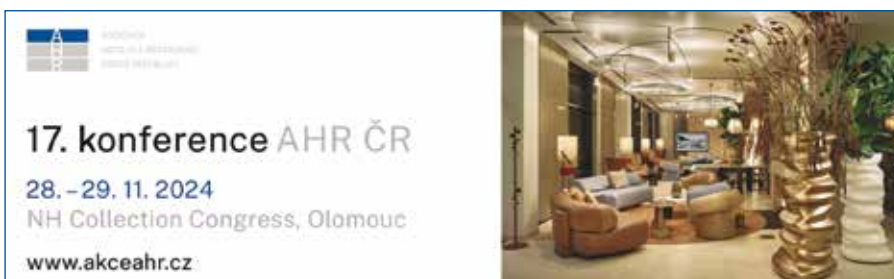 17. konference AHR ČR
28. – 29. 11. 2024
NH Collection Congress, Olomouc
www.akceahr.cz